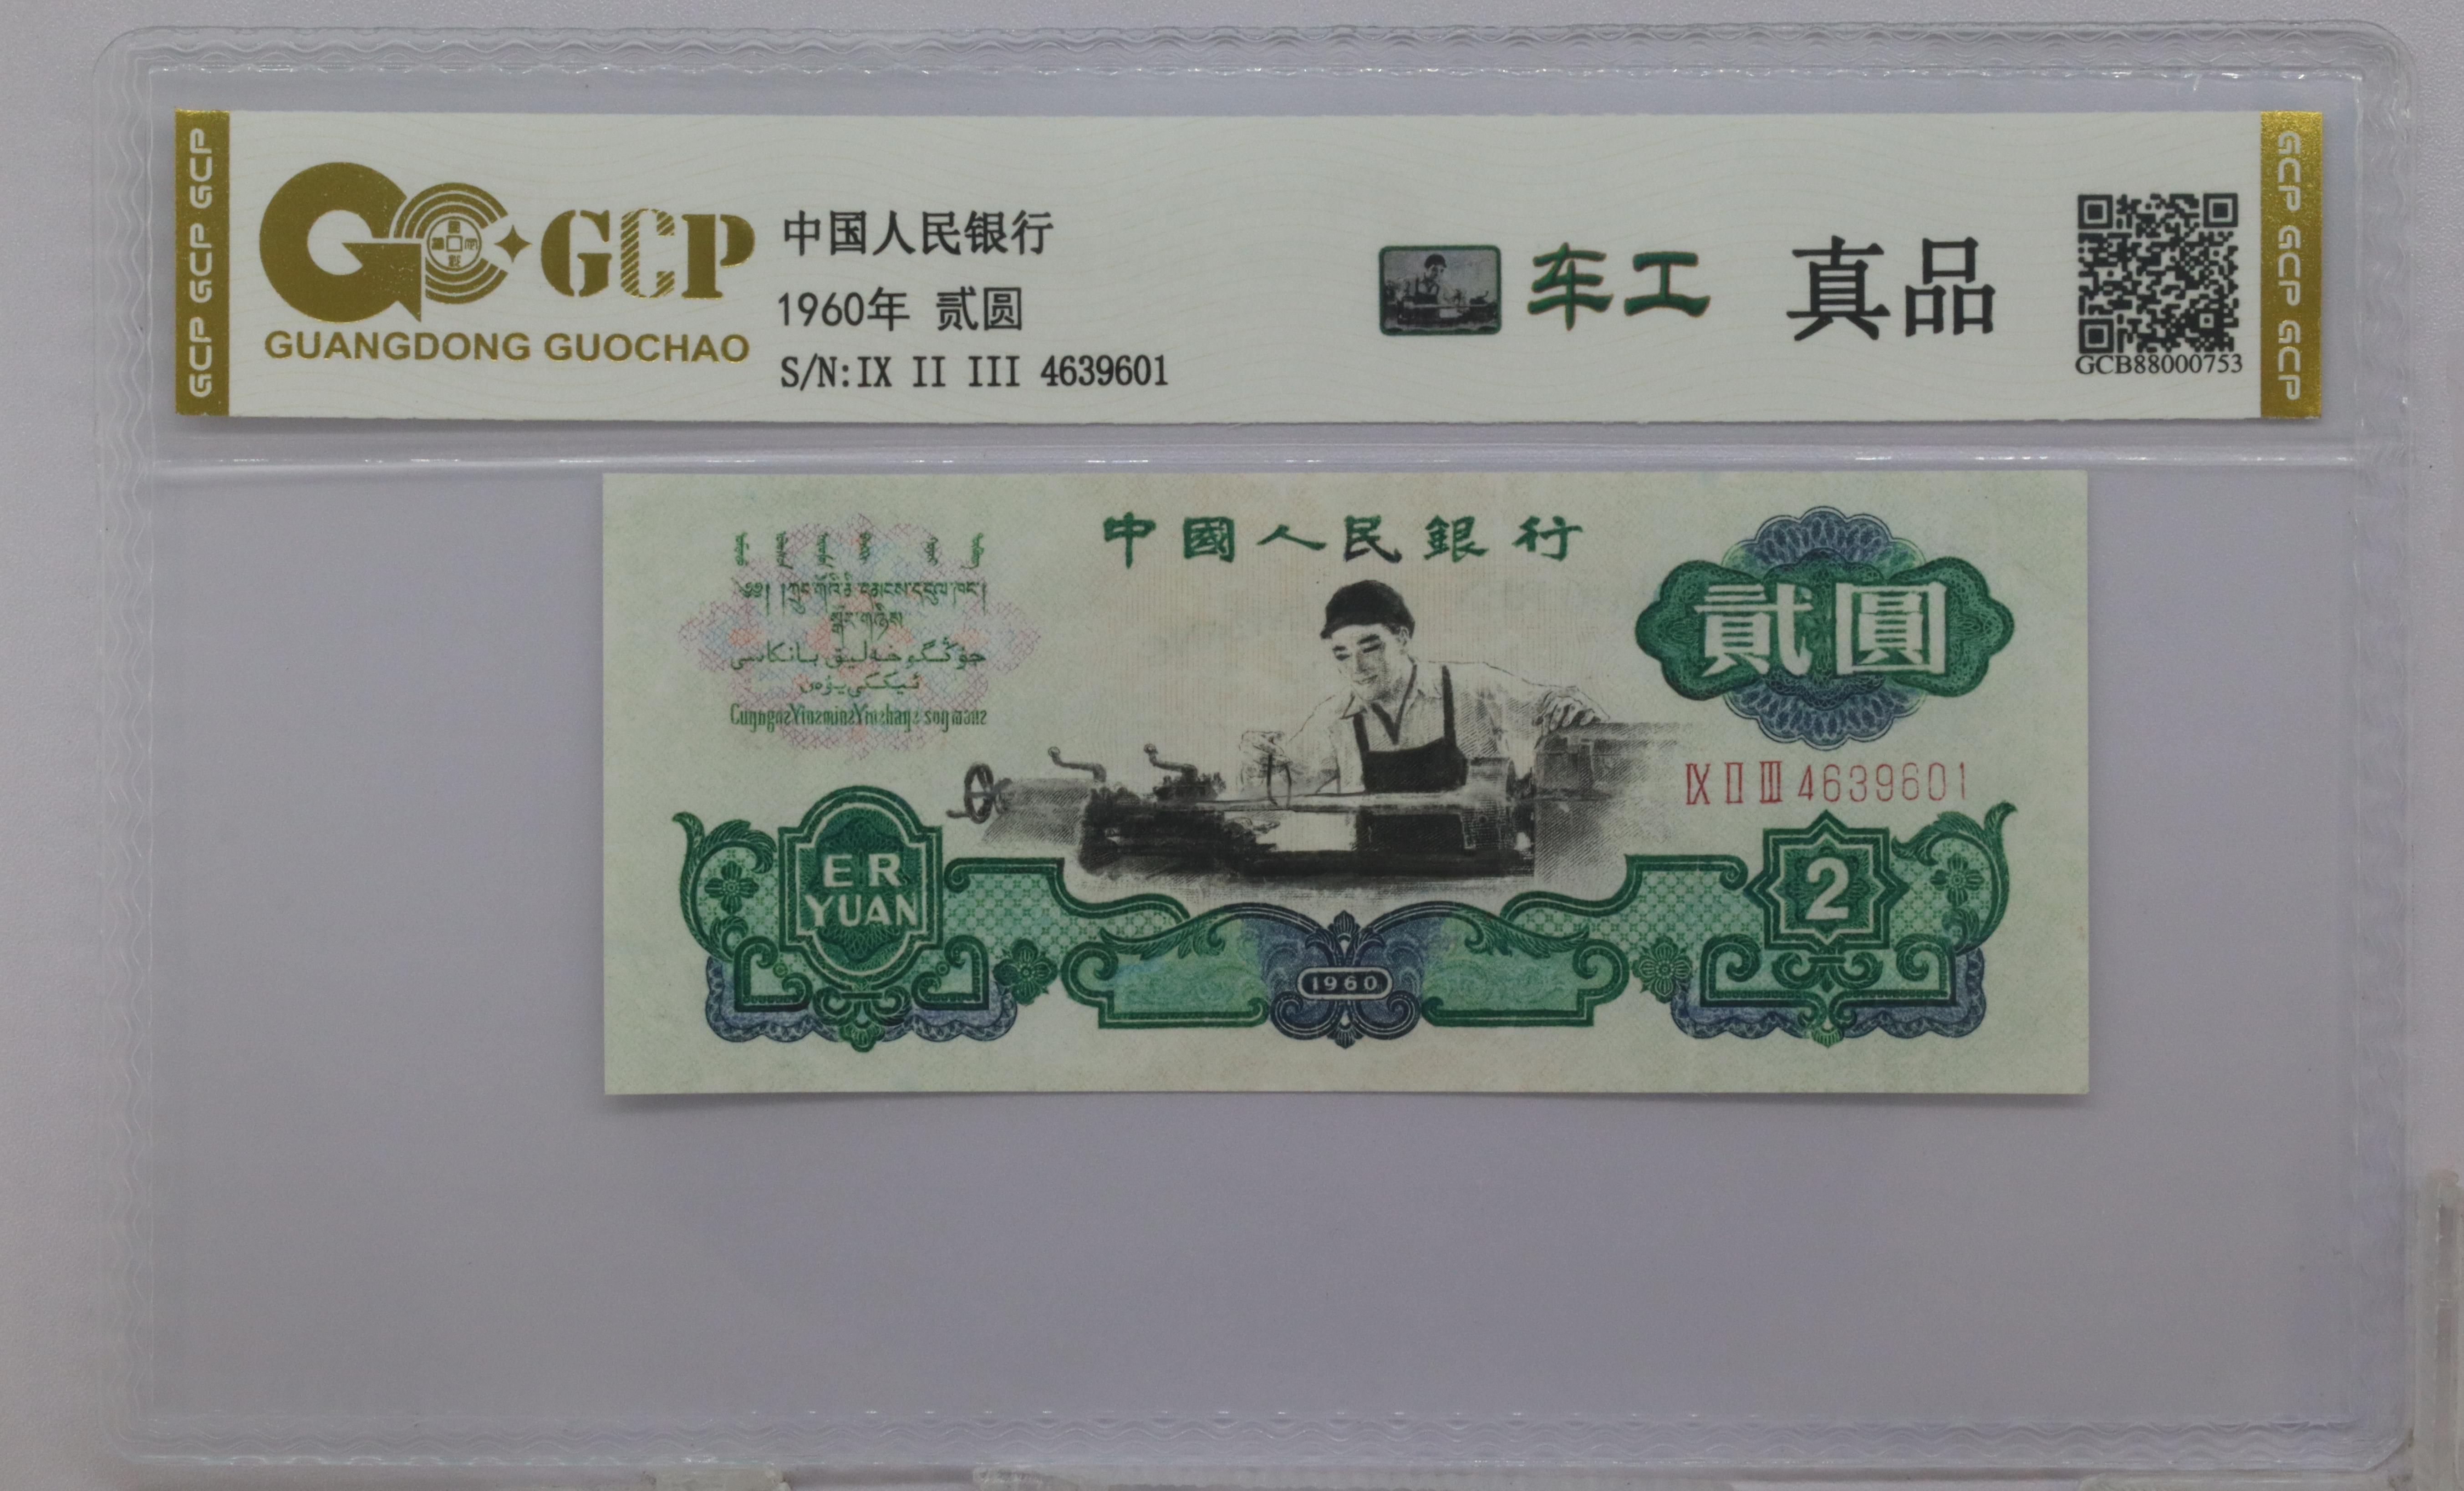 GCP GCP GCP
GCP
GUANGDONG GUOCHAO
中国人民银行
1960年 贰圆
S/N:IX II III 4639601
车工 真品
GCB88000753
GCP GCP GCP
中國人民銀行
貳圓
IX II III 4639601
ER
YUAN
2
1960